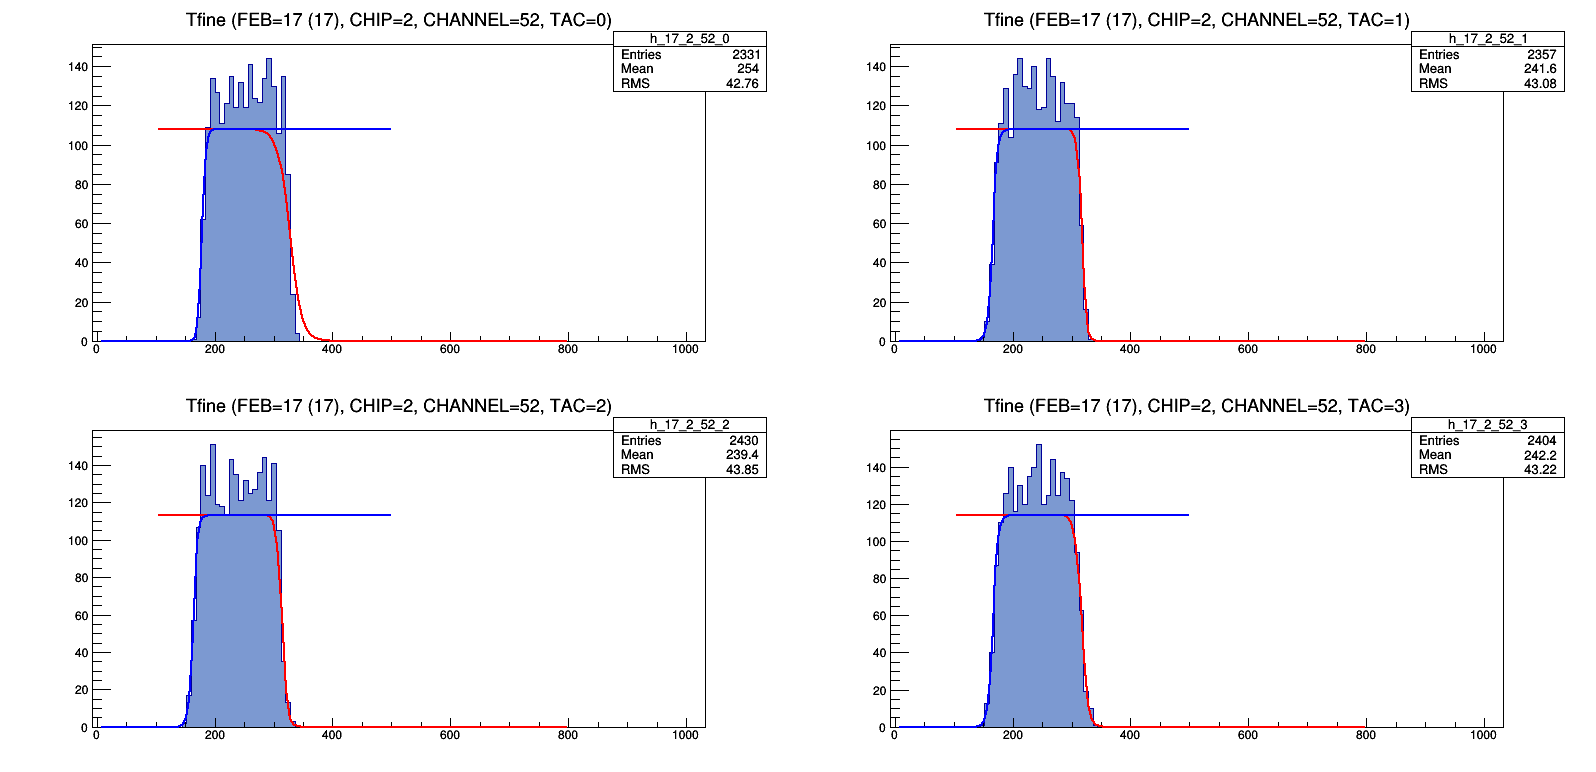 Tfine (FEB=17 (17), CHIP=2, CHANNEL=52, TAC=0)
h_17_2_52_0
Entries 2331
Mean 254
RMS 42.76
140
120
100
80
60
40
20
0
0 200 400 600 800 1000
Tfine (FEB=17 (17), CHIP=2, CHANNEL=52, TAC=1)
h_17_2_52_1
Entries 2357
Mean 241.6
RMS 43.08
140
120
100
80
60
40
20
0
0 200 400 600 800 1000
Tfine (FEB=17 (17), CHIP=2, CHANNEL=52, TAC=2)
h_17_2_52_2
Entries 2430
Mean 239.4
RMS 43.85
140
120
100
80
60
40
20
0
0 200 400 600 800 1000
Tfine (FEB=17 (17), CHIP=2, CHANNEL=52, TAC=3)
h_17_2_52_3
Entries 2404
Mean 242.2
RMS 43.22
140
120
100
80
60
40
20
0
0 200 400 600 800 1000